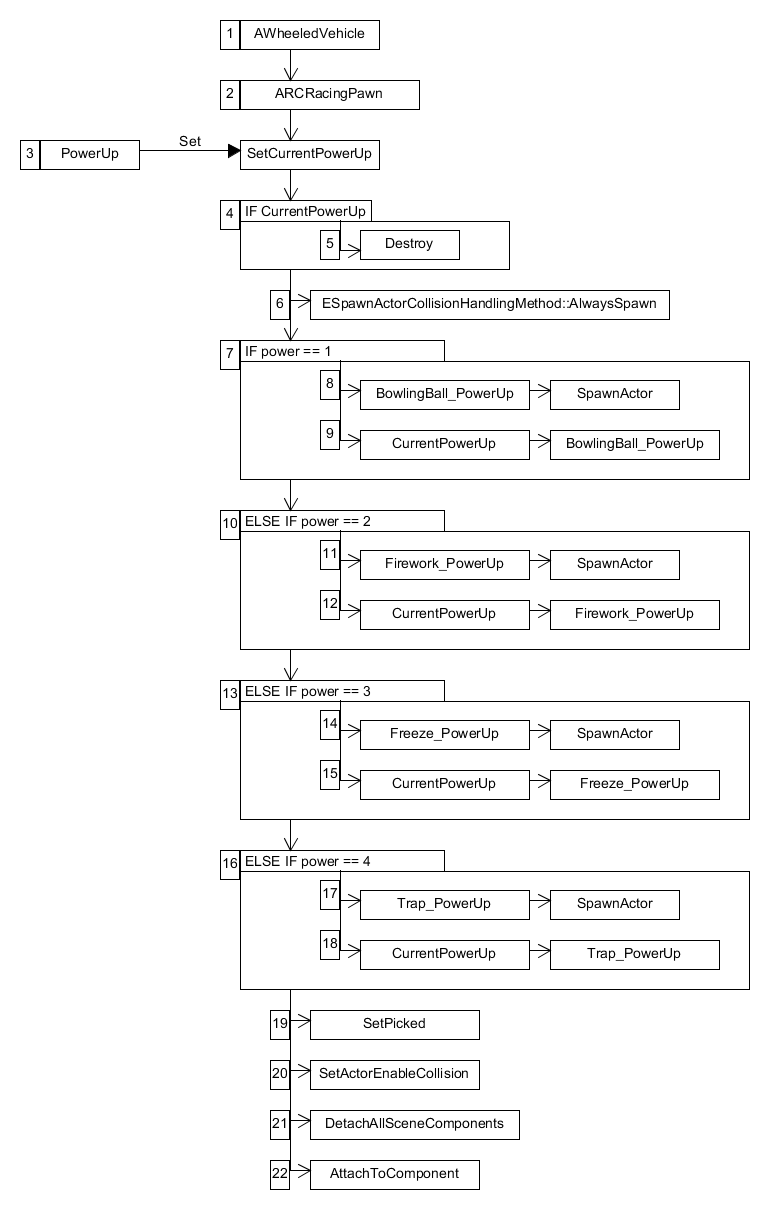 1 AWheeledVehicle
2 ARCRacingPawn
Set
3 PowerUp SetCurrentPowerUp
4 IF CurrentPowerUp
5 Destroy
6 ESpawnActorCollisionHandlingMethod::AlwaysSpawn
7 IF power == 1
8 BowlingBall_PowerUp SpawnActor
9 CurrentPowerUp BowlingBall_PowerUp
10 ELSE IF power == 2
11 Firework_PowerUp SpawnActor
12 CurrentPowerUp Firework_PowerUp
13 ELSE IF power == 3
14 Freeze_PowerUp SpawnActor
15 CurrentPowerUp Freeze_PowerUp
16 ELSE IF power == 4
17 Trap_PowerUp SpawnActor
18 CurrentPowerUp Trap_PowerUp
19 SetPicked
20 SetActorEnableCollision
21 DetachAllSceneComponents
22 AttachToComponent